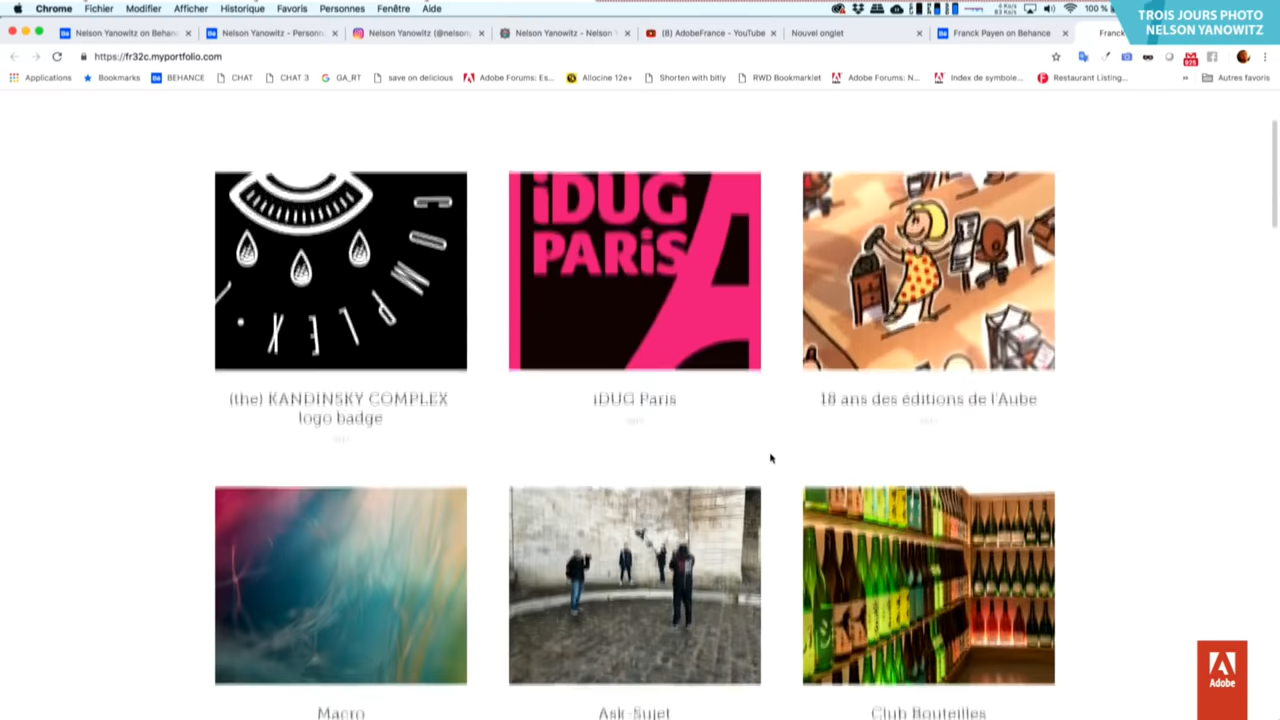 Chrome Fichier Modifier Afficher Historique Favoris Personnes Fenêtre Aide
100 %
TROIS JOURS PHOTO
NELSON YANOWITZ
Nelson Yanowitz on Behan
Nelson Yanowitz - Personn
Nelson Yanowitz (@nelson
Nelson Yanowitz - Nelson
(8) AdobeFrance - YouTube
Nouvel onglet
Franck Payen on Behance
Franc
https://fr32c.myportfolio.com
Applications Bookmarks BEHANCE CHAT CHAT 3 GA_RT save on delicious Adobe Forums: Es... Allocine 12e+ Shorten with bitly RWD Bookmarklet Adobe Forums: N... Index de symbole... Restaurant Listing... » Autres favoris
iDUG
PARiS
(the) KANDINSKY COMPLEX
logo badge
iDUG Paris
18 ans des éditions de l'Aube
Macro
Ask-Sujet
Club Bouteilles
Adobe